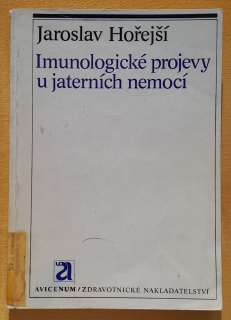 Jaroslav Hořejší
Imunologické projevy
u jaterních nemocí
AVICENUM/ZDRAVOTNICKÉ NAKLADATELSTVÍ